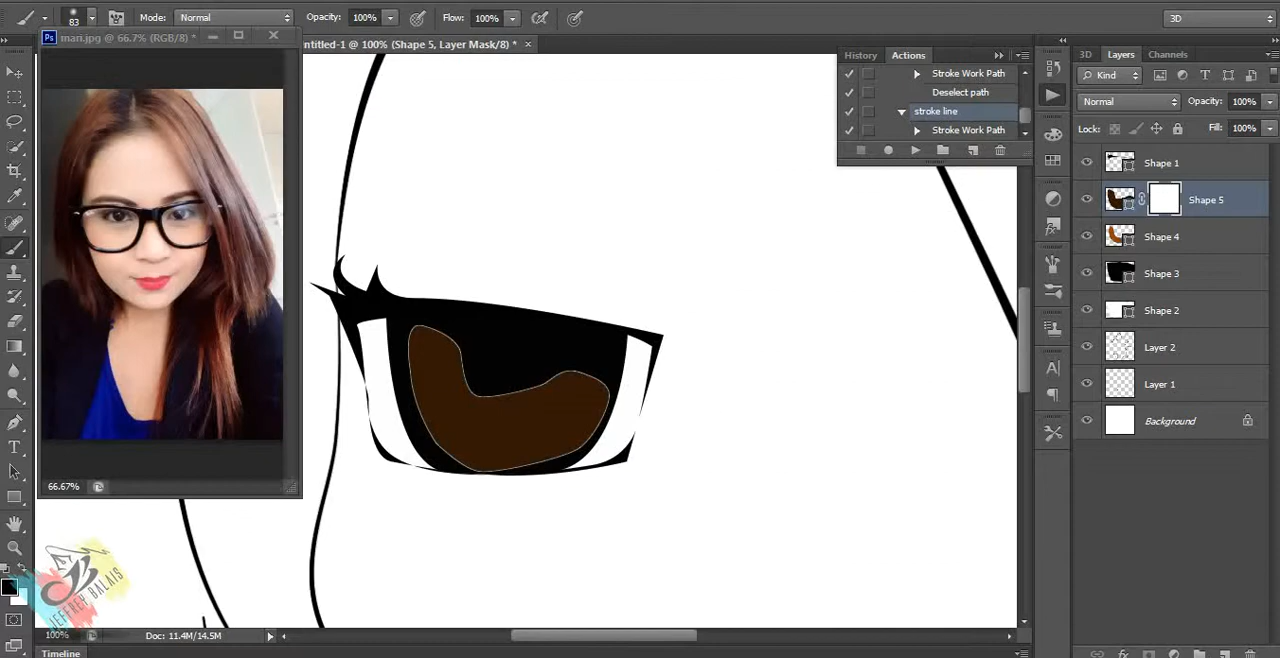 83
Mode: Normal
Opacity: 100%
Flow: 100%
3D
Ps man.jpg @ 66.7% (RGB/8) *
ntitled-1 @ 100% (Shape 5, Layer Mask/8) *
History
Actions
Stroke Work Path
Deselect path
stroke line
Stroke Work Path
3D
Layers
Channels
Kind
Normal
Opacity: 100%
Lock:
Fill: 100%
Shape 1
Shape 5
Shape 4
Shape 3
Shape 2
Layer 2
Layer 1
Background
66.67%
JEFFREY BALAIS
100%
Doc: 11.4M/14.5M
Timeline